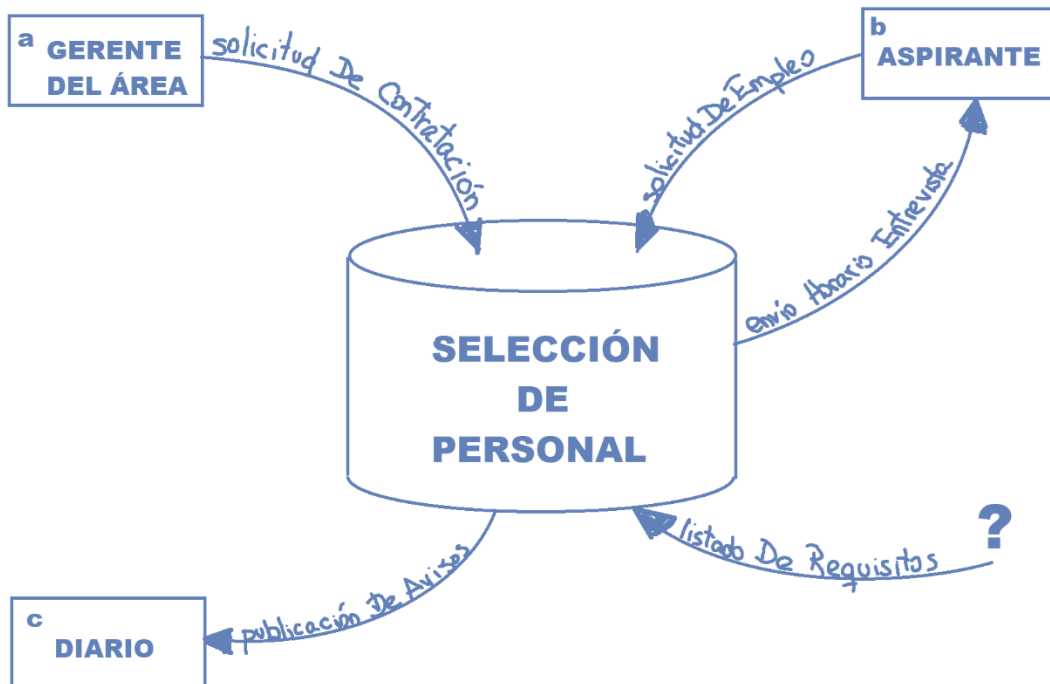 a
GERENTE
DEL ÁREA
solicitud De Contratación
b
ASPIRANTE
solicitud De Empleo
envio Horario Entrevista
SELECCIÓN
DE
PERSONAL
?
listado De Requisitos
publicación De Avisos
c
DIARIO